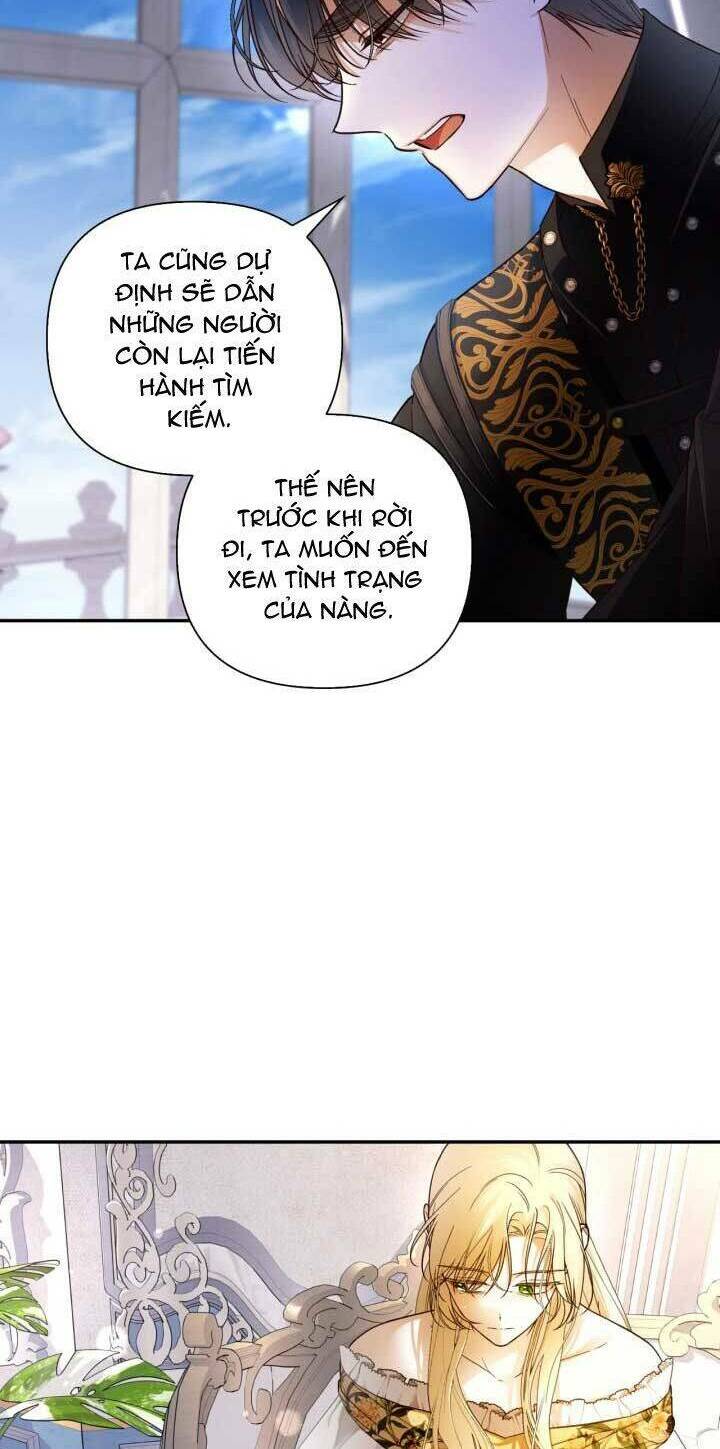 TA CŨNG DỰ
ĐỊNH SẼ DẪN
NHỮNG NGƯỜI
CÒN LẠI TIẾN
HÀNH TÌM
KIẾM.
THẾ NÊN
TRƯỚC KHI RỜI
ĐI, TA MUỐN ĐẾN
XEM TÌNH TRẠNG
CỦA NÀNG.